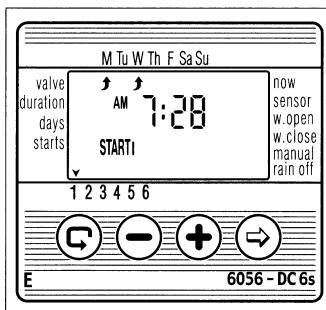 M Tu W Th F Sa Su
valve
duration
days
starts
AM 7:28
START1
now
sensor
w.open
w.close
manual
rain off
1 2 3 4 5 6
E
6056 – DC 6s